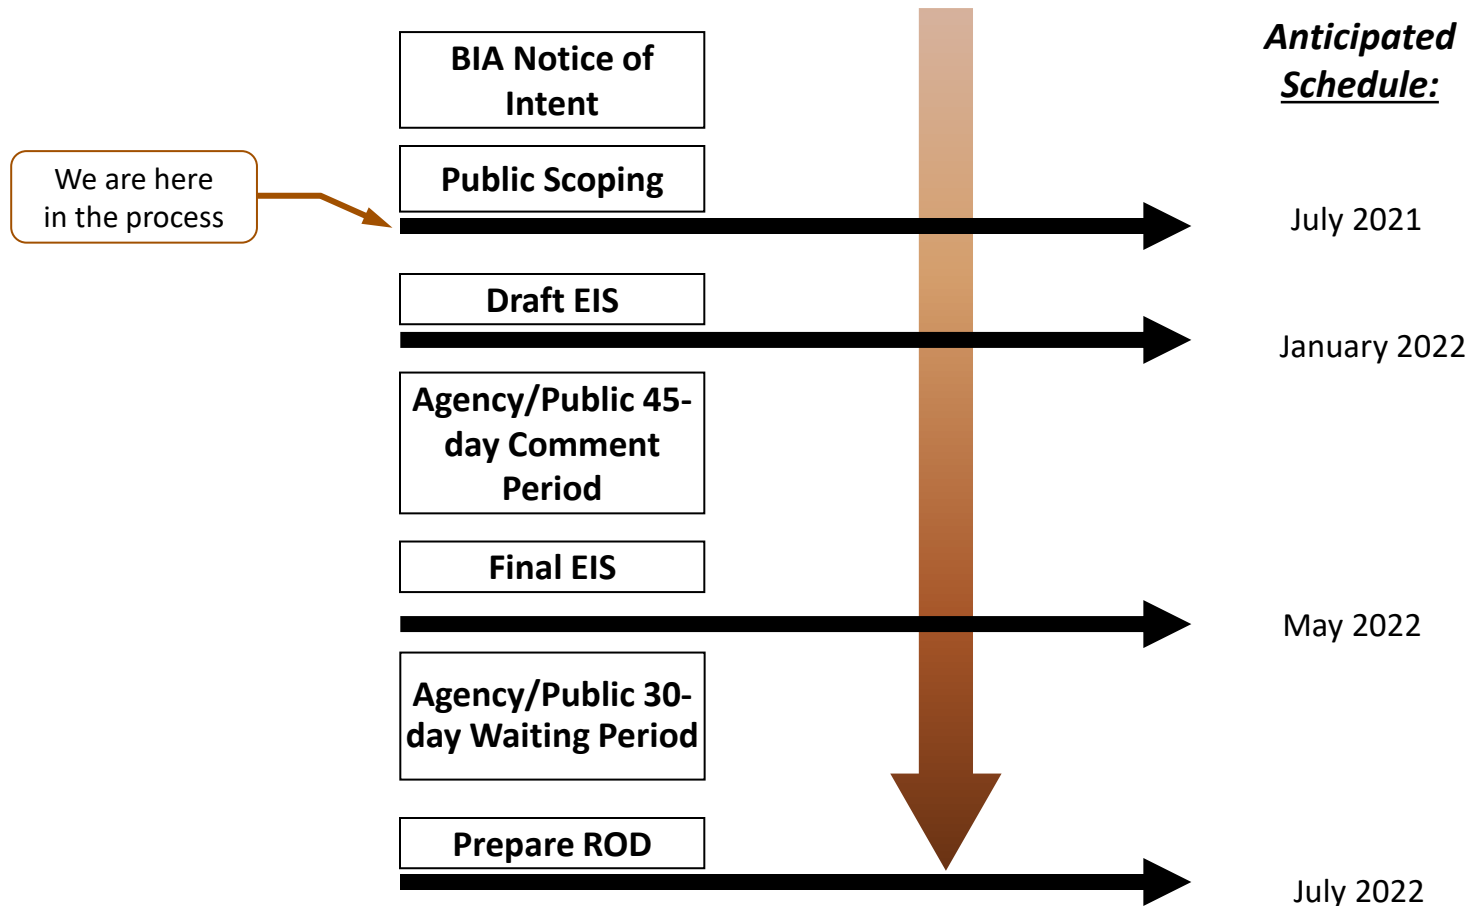 Anticipated
Schedule:
BIA Notice of
Intent
We are here
in the process
Public Scoping
July 2021
Draft EIS
January 2022
Agency/Public 45-
day Comment
Period
Final EIS
May 2022
Agency/Public 30-
day Waiting Period
Prepare ROD
July 2022